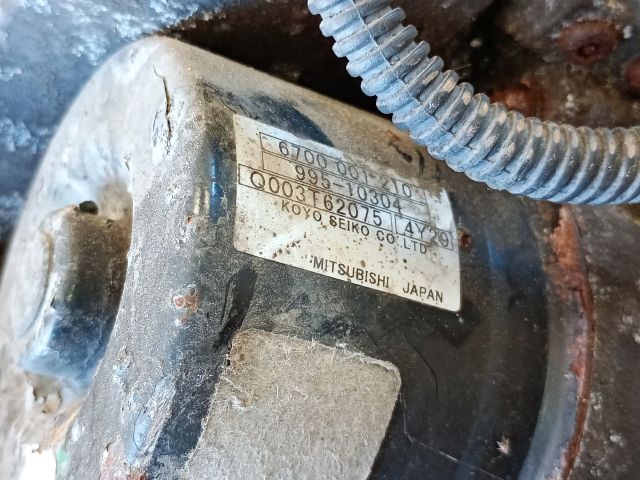 6700 001-210
995-10304
Q003T62075 4Y29
KOYO SEIKO CO.,LTD
MITSUBISHI JAPAN